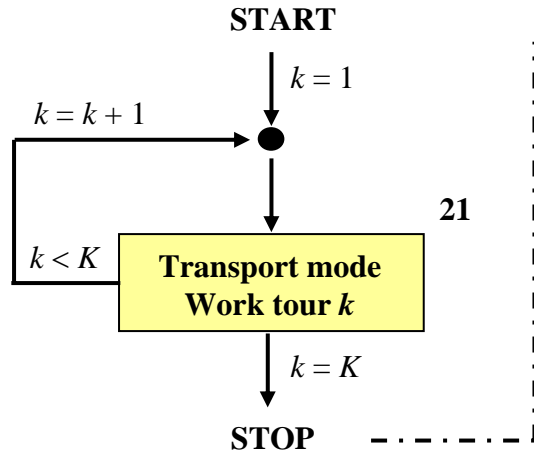 START
k = 1
k = k + 1
21
k < K
Transport mode
Work tour k
k = K
STOP